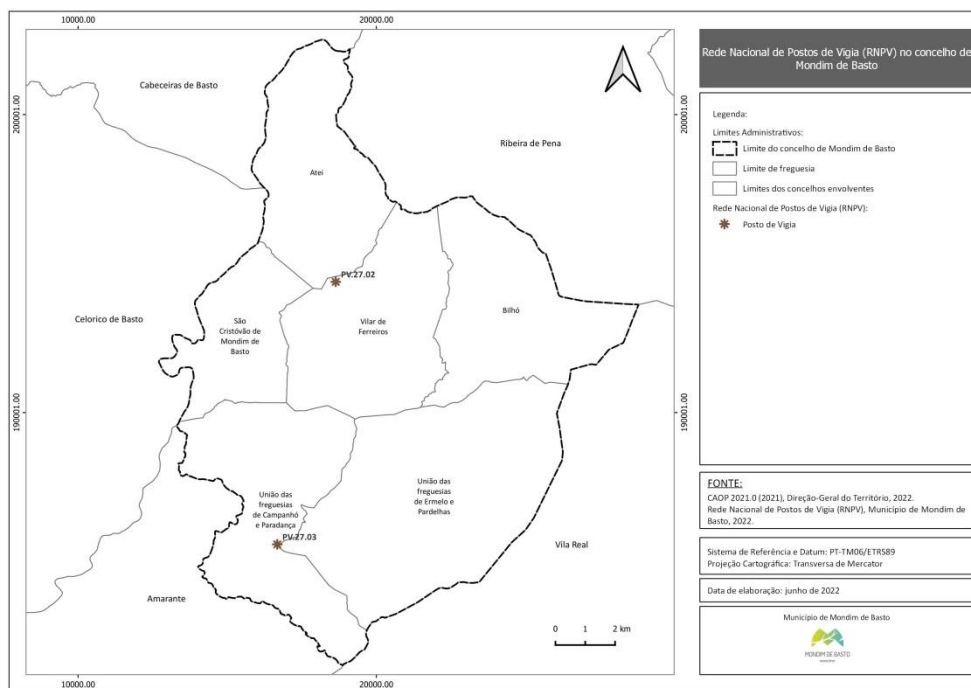 10000.00
20000.00
Rede Nacional de Postos de Vigia (RNPV) no concelho de
Mondim de Basto
Cabeceiras de Basto
200001.00
200001.00
Ribeira de Pena
Atei
Legenda:
Limites Administrativos:
Limite do concelho de Mondim de Basto
Limite de freguesia
Limites dos concelhos envolventes
Rede Nacional de Postos de Vigia (RNPV):
Posto de Vigia
PV.27.02
Celorico de Basto
São
Cristóvão de
Mondim de
Basto
Vilar de
Ferreiros
Bilhó
190001.00
190001.00
União das
freguesias
de Campanhó
e Paradança
União das
freguesias
de Ermelo e
Pardelhas
PV.27.03
Vila Real
Amarante
0 1 2 km
FONTE:
CAOP 2021.0 (2021), Direção-Geral do Território, 2022.
Rede Nacional de Postos de Vigia (RNPV), Município de Mondim de
Basto, 2022.
Sistema de Referência e Datum: PT-TM06/ETRS89
Projeção Cartográfica: Transversa de Mercator
Data de elaboração: junho de 2022
Município de Mondim de Basto
MONDIM DE BASTO
10000.00
20000.00